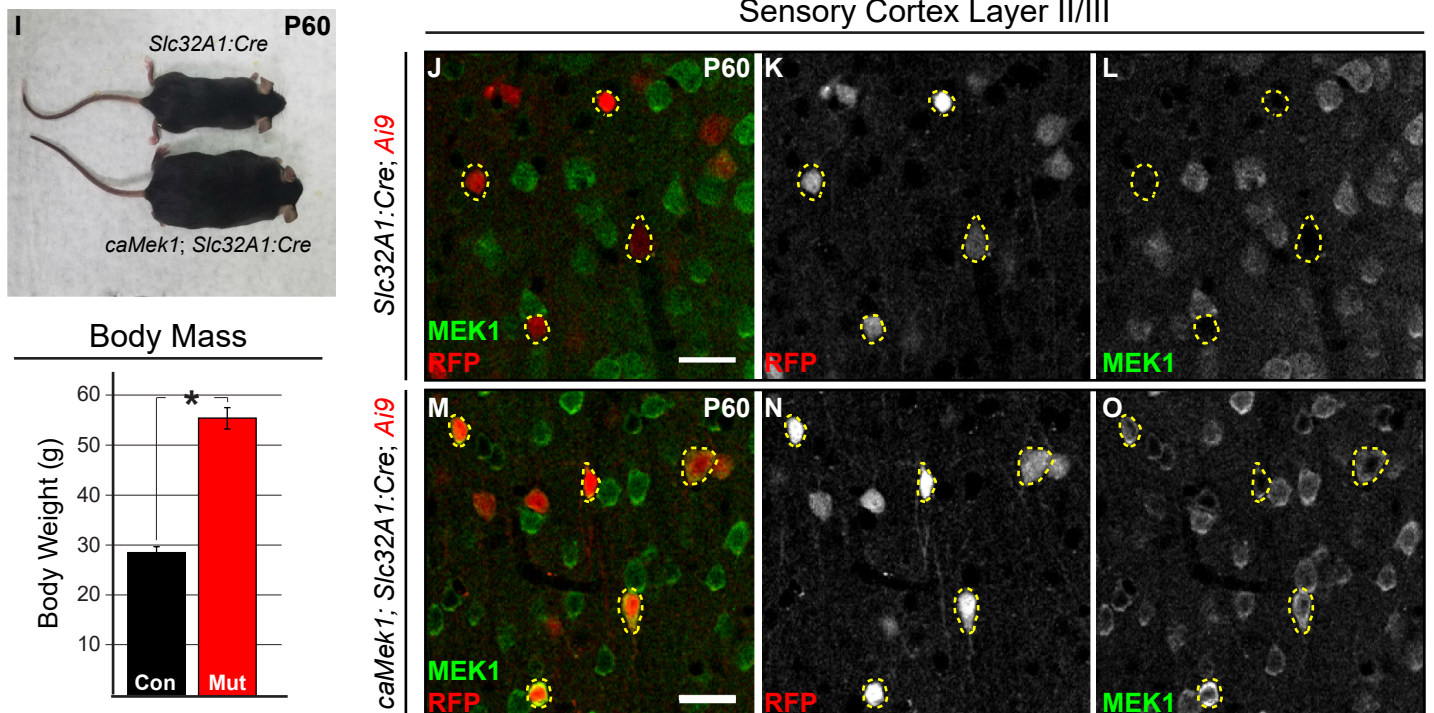 Sensory Cortex Layer II/III
I
P60
Slc32A1:Cre
caMek1; Slc32A1:Cre
Body Mass
Body Weight (g)
60
50
40
30
20
10
*
Con
Mut
Slc32A1:Cre; Ai9
J
P60
MEK1
RFP
K
RFP
L
MEK1
caMek1; Slc32A1:Cre; Ai9
M
P60
MEK1
RFP
N
RFP
O
MEK1